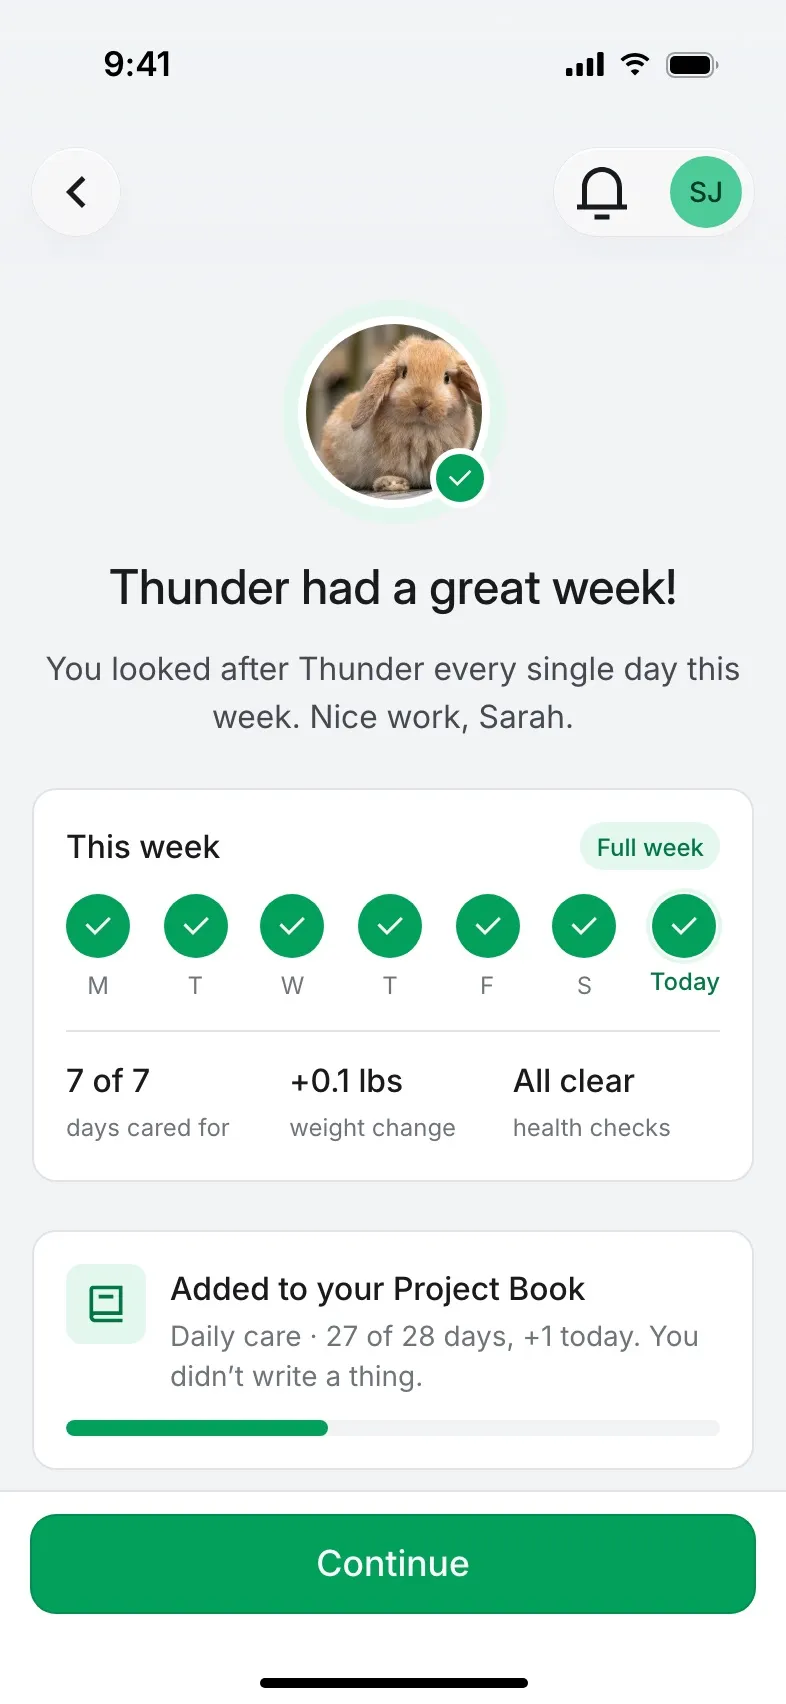 9:41
SJ
Thunder had a great week!
You looked after Thunder every single day this
week. Nice work, Sarah.
This week
Full week
M T W T F S Today
7 of 7 +0.1 lbs All clear
days cared for weight change health checks
Added to your Project Book
Daily care · 27 of 28 days, +1 today. You
didn’t write a thing.
Continue